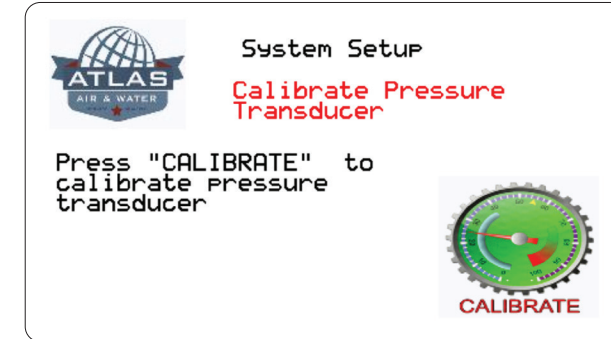 System Setup
ATLAS
AIR & WATER
Calibrate Pressure
Transducer
Press "CALIBRATE" to
calibrate pressure
transducer
CALIBRATE